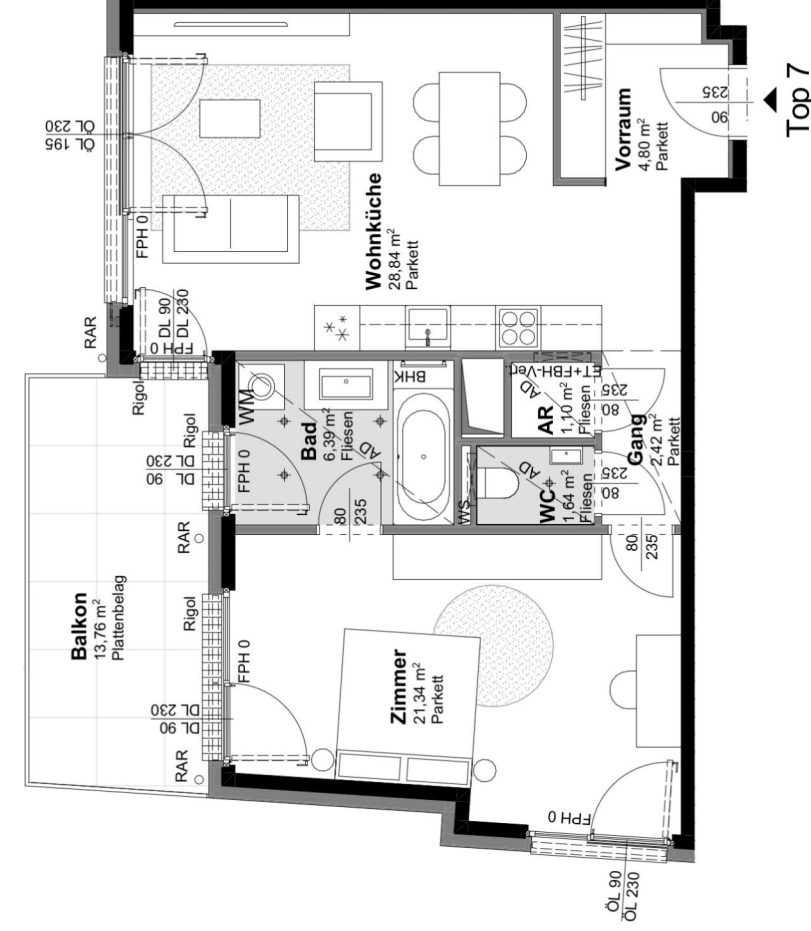 ÖL 230
ÖL 195
FPH 0
Wohnküche
28,84 m²
Parkett
Vorraum
4,80 m²
Parkett
235
90
Top 7
RAR
DL 90
DL 230
FPH 0
Rigol
Rigol
DL 230
DL 90
FPH 0
WM
Bad
6,39 m²
Fliesen
AD
BHK
80
235
AR
1,10 m²
Fliesen
AD
ET+FBH-Vert.
235
80
Gang
2,42 m²
Parkett
WC
1,64 m²
Fliesen
AD
WS
235
80
80
235
RAR
Balkon
13,76 m²
Plattenbelag
Rigol
FPH 0
DL 230
DL 90
RAR
Zimmer
21,34 m²
Parkett
FPH 0
ÖL 90
ÖL 230